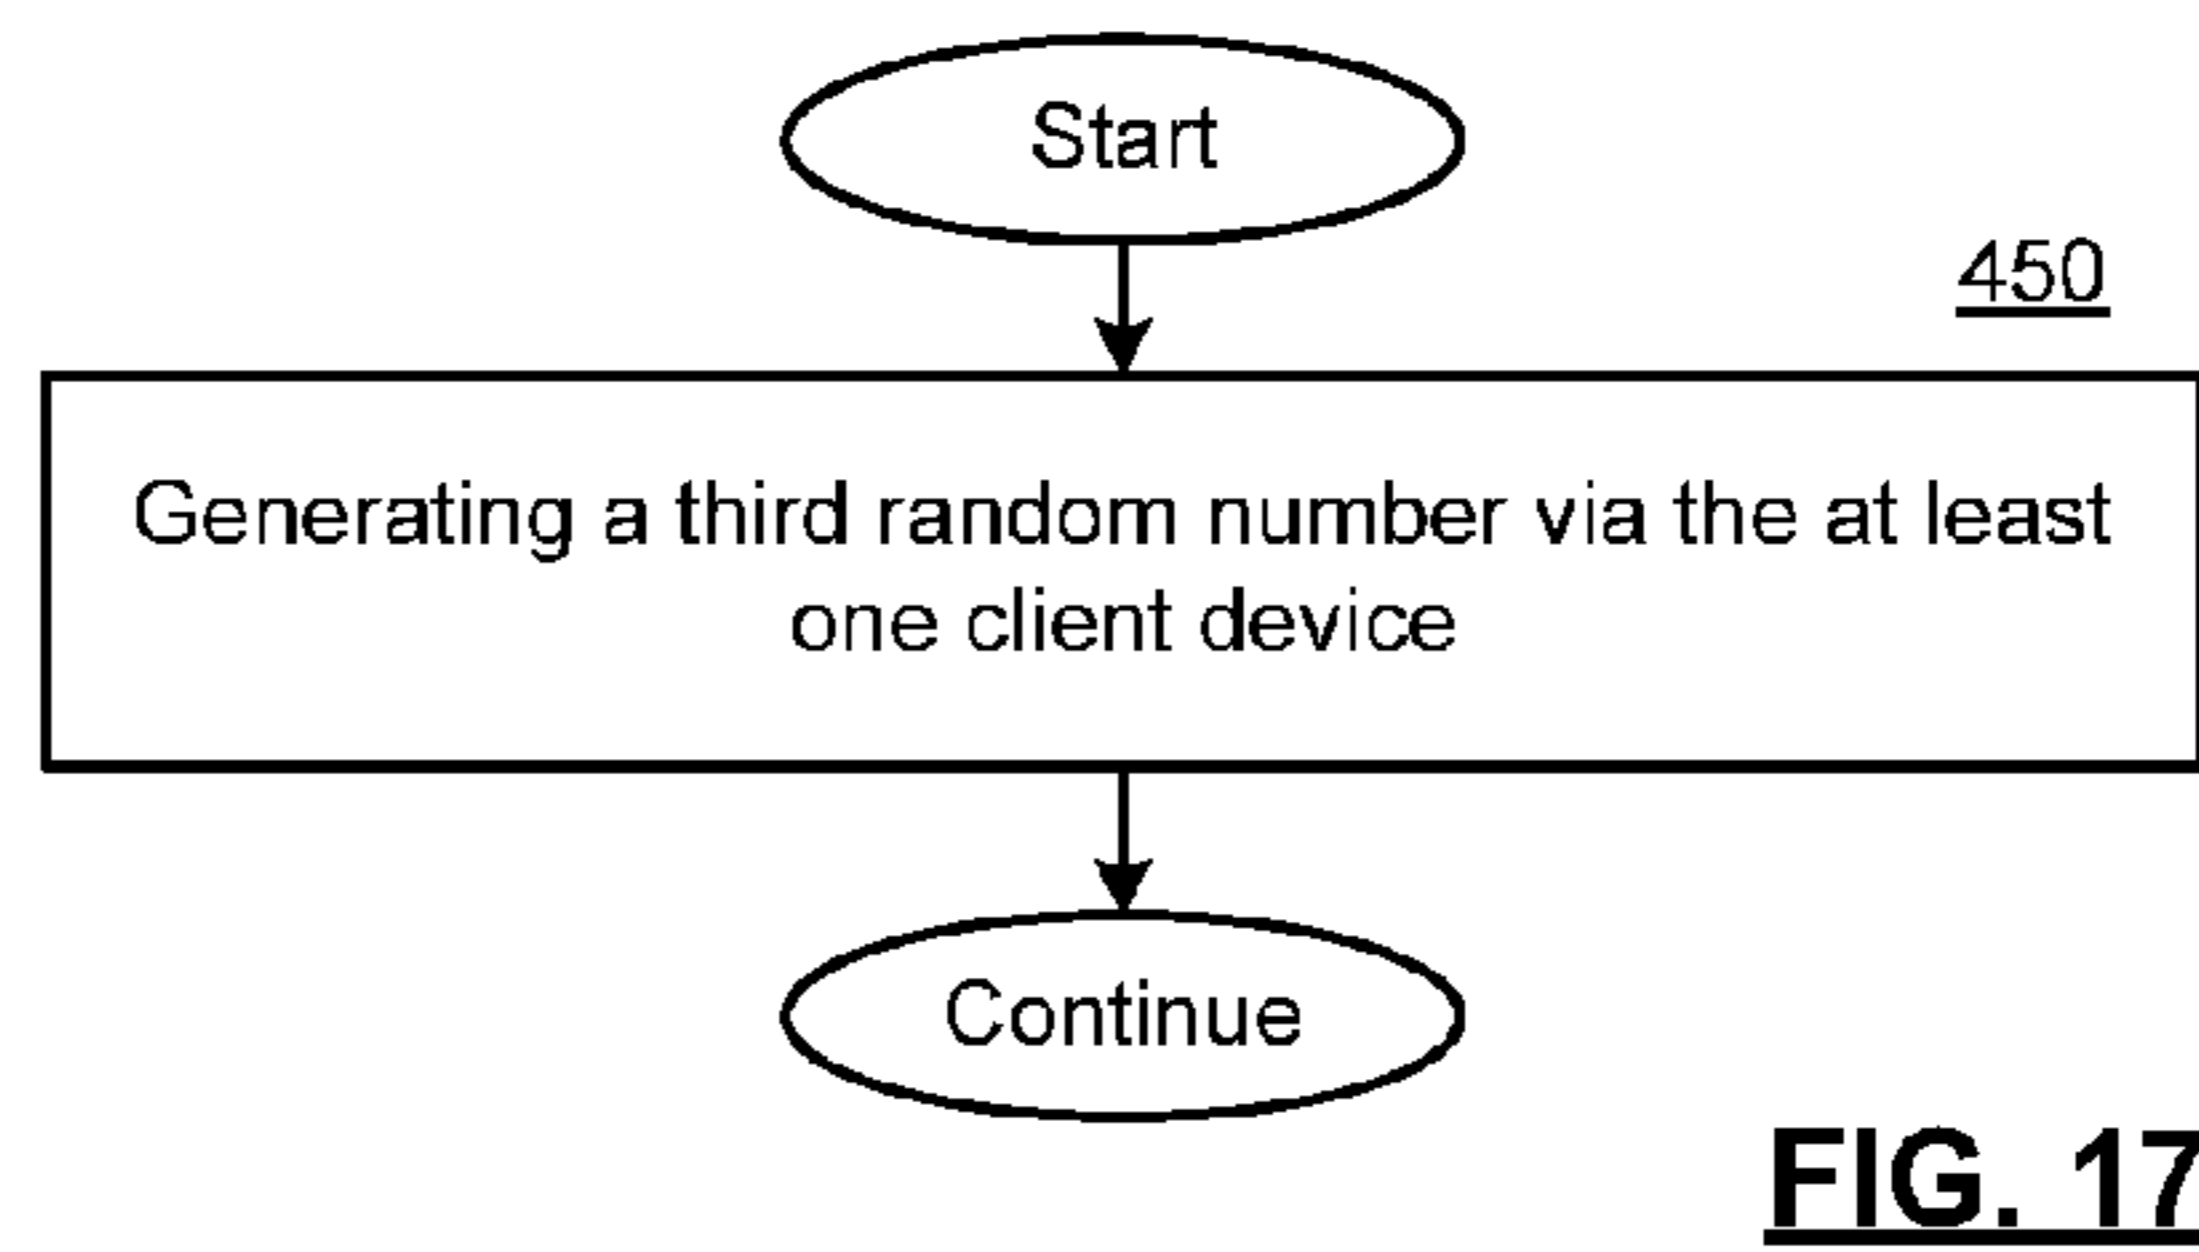 Start
450
Generating a third random number via the at least
one client device
Continue
FIG. 17